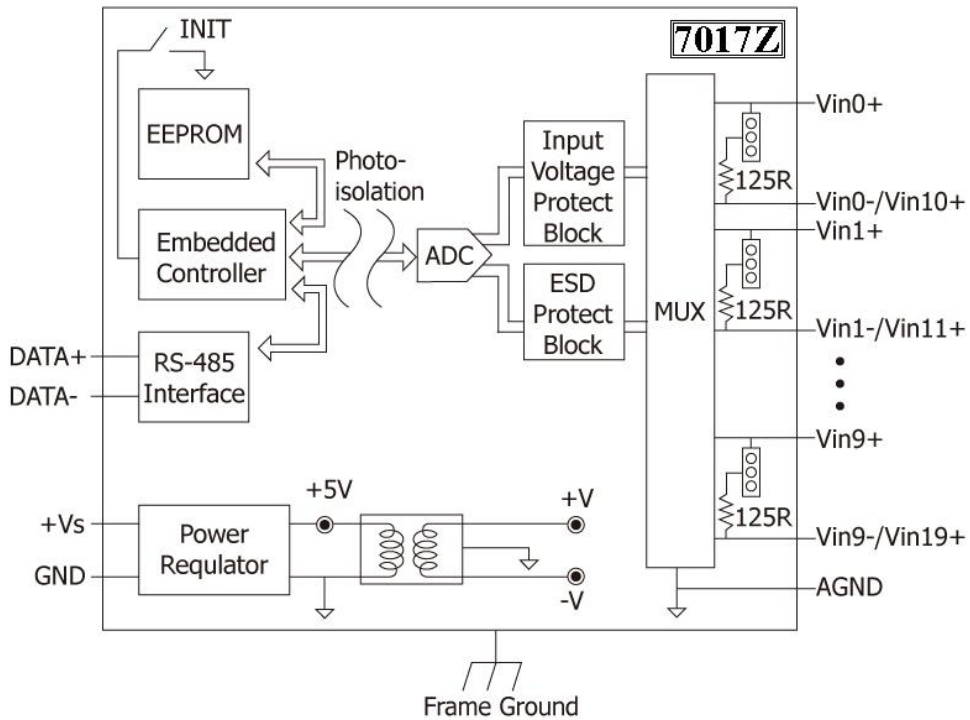 INIT
7017Z
EEPROM
Photo-
isolation
Input
Voltage
Protect
Block
Embedded
Controller
ADC
ESD
Protect
Block
MUX
Vin0+
125R
Vin0-/Vin10+
Vin1+
125R
Vin1-/Vin11+
DATA+
DATA-
RS-485
Interface
Vin9+
125R
Vin9-/Vin19+
+Vs
GND
Power
Requlator
+5V
+V
-V
AGND
Frame Ground